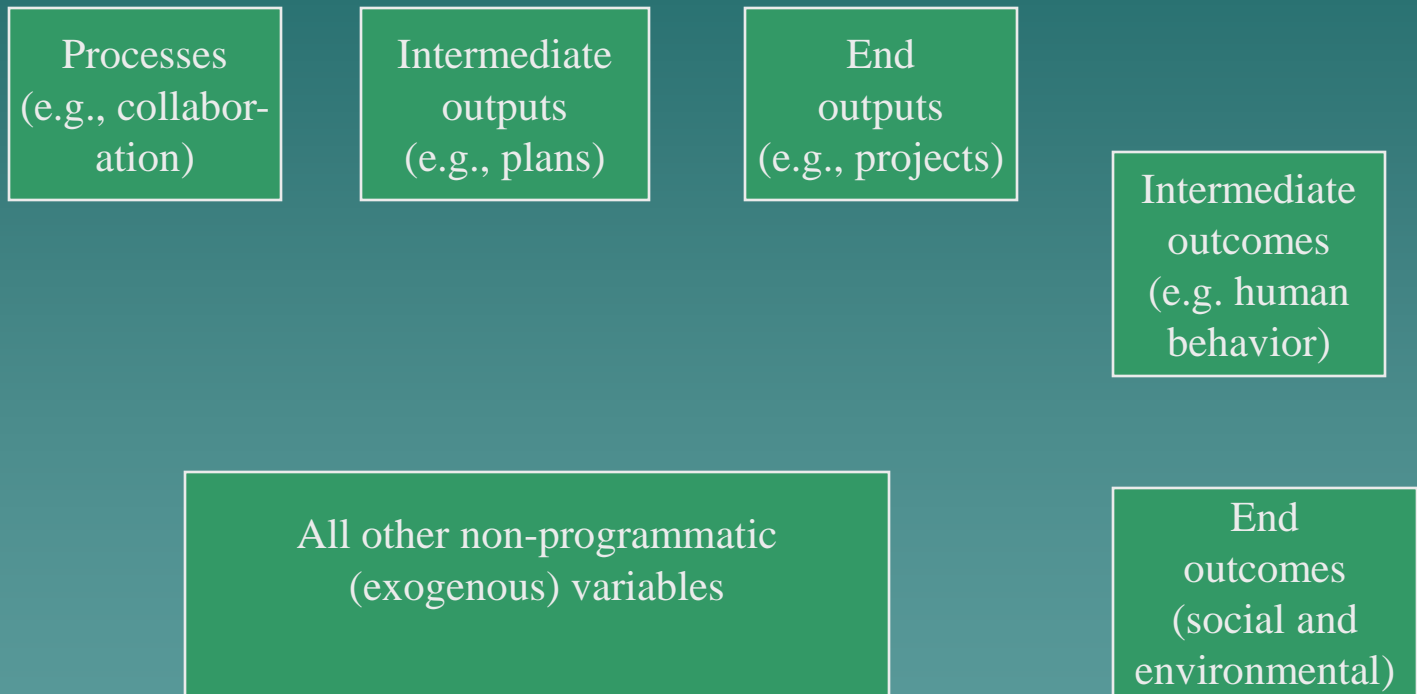 Processes
(e.g., collabor-
ation)
Intermediate
outputs
(e.g., plans)
End
outputs
(e.g., projects)
Intermediate
outcomes
(e.g. human
behavior)
All other non-programmatic
(exogenous) variables
End
outcomes
(social and
environmental)